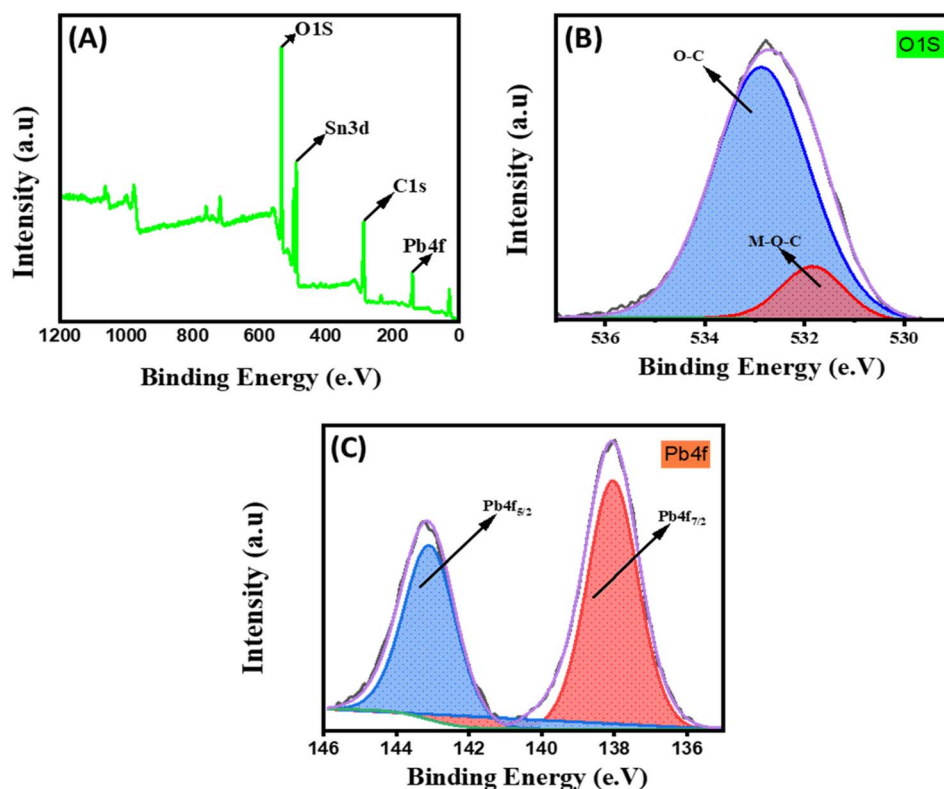 (A)
O1S
Sn3d
C1s
Pb4f
Intensity (a.u)
1200 1000 800 600 400 200 0
Binding Energy (e.V)
(B)
O1S
O-C
M-O-C
Intensity (a.u)
536 534 532 530
Binding Energy (e.V)
(C)
Pb4f
Pb4f5/2
Pb4f7/2
Intensity (a.u)
146 144 142 140 138 136
Binding Energy (e.V)